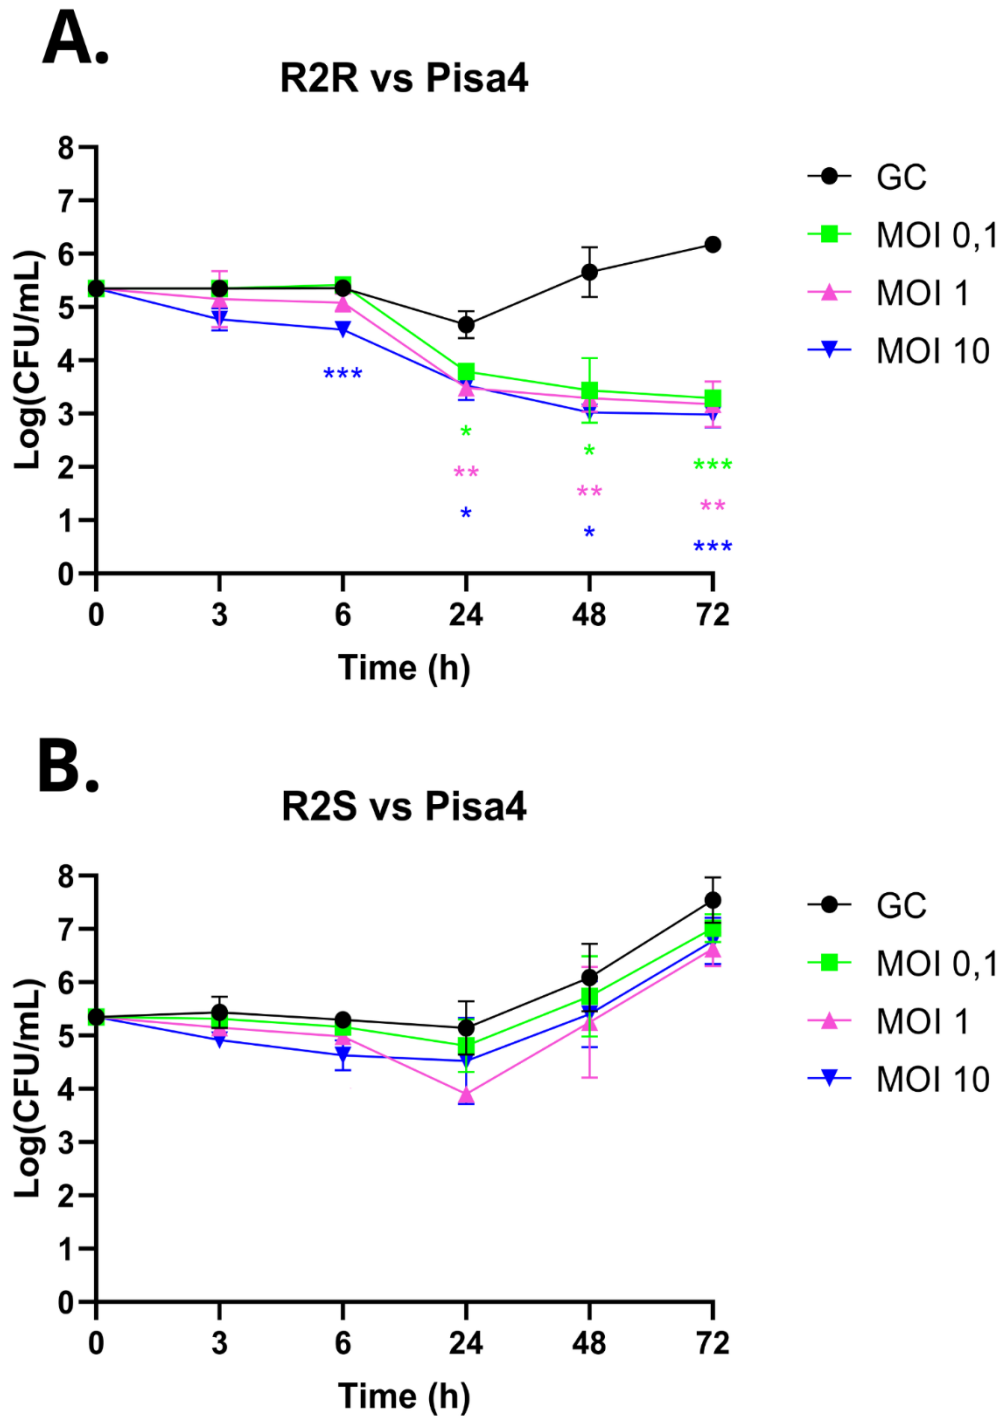 A.
R2R vs Pisa4
8
7
6
5
4
3
2
1
0
Log(CFU/mL)
***
*
**
*
*
**
*
***
**
***
0 3 6 24 48 72
Time (h)
GC
MOI 0,1
MOI 1
MOI 10
B.
R2S vs Pisa4
8
7
6
5
4
3
2
1
0
Log(CFU/mL)
0 3 6 24 48 72
Time (h)
GC
MOI 0,1
MOI 1
MOI 10